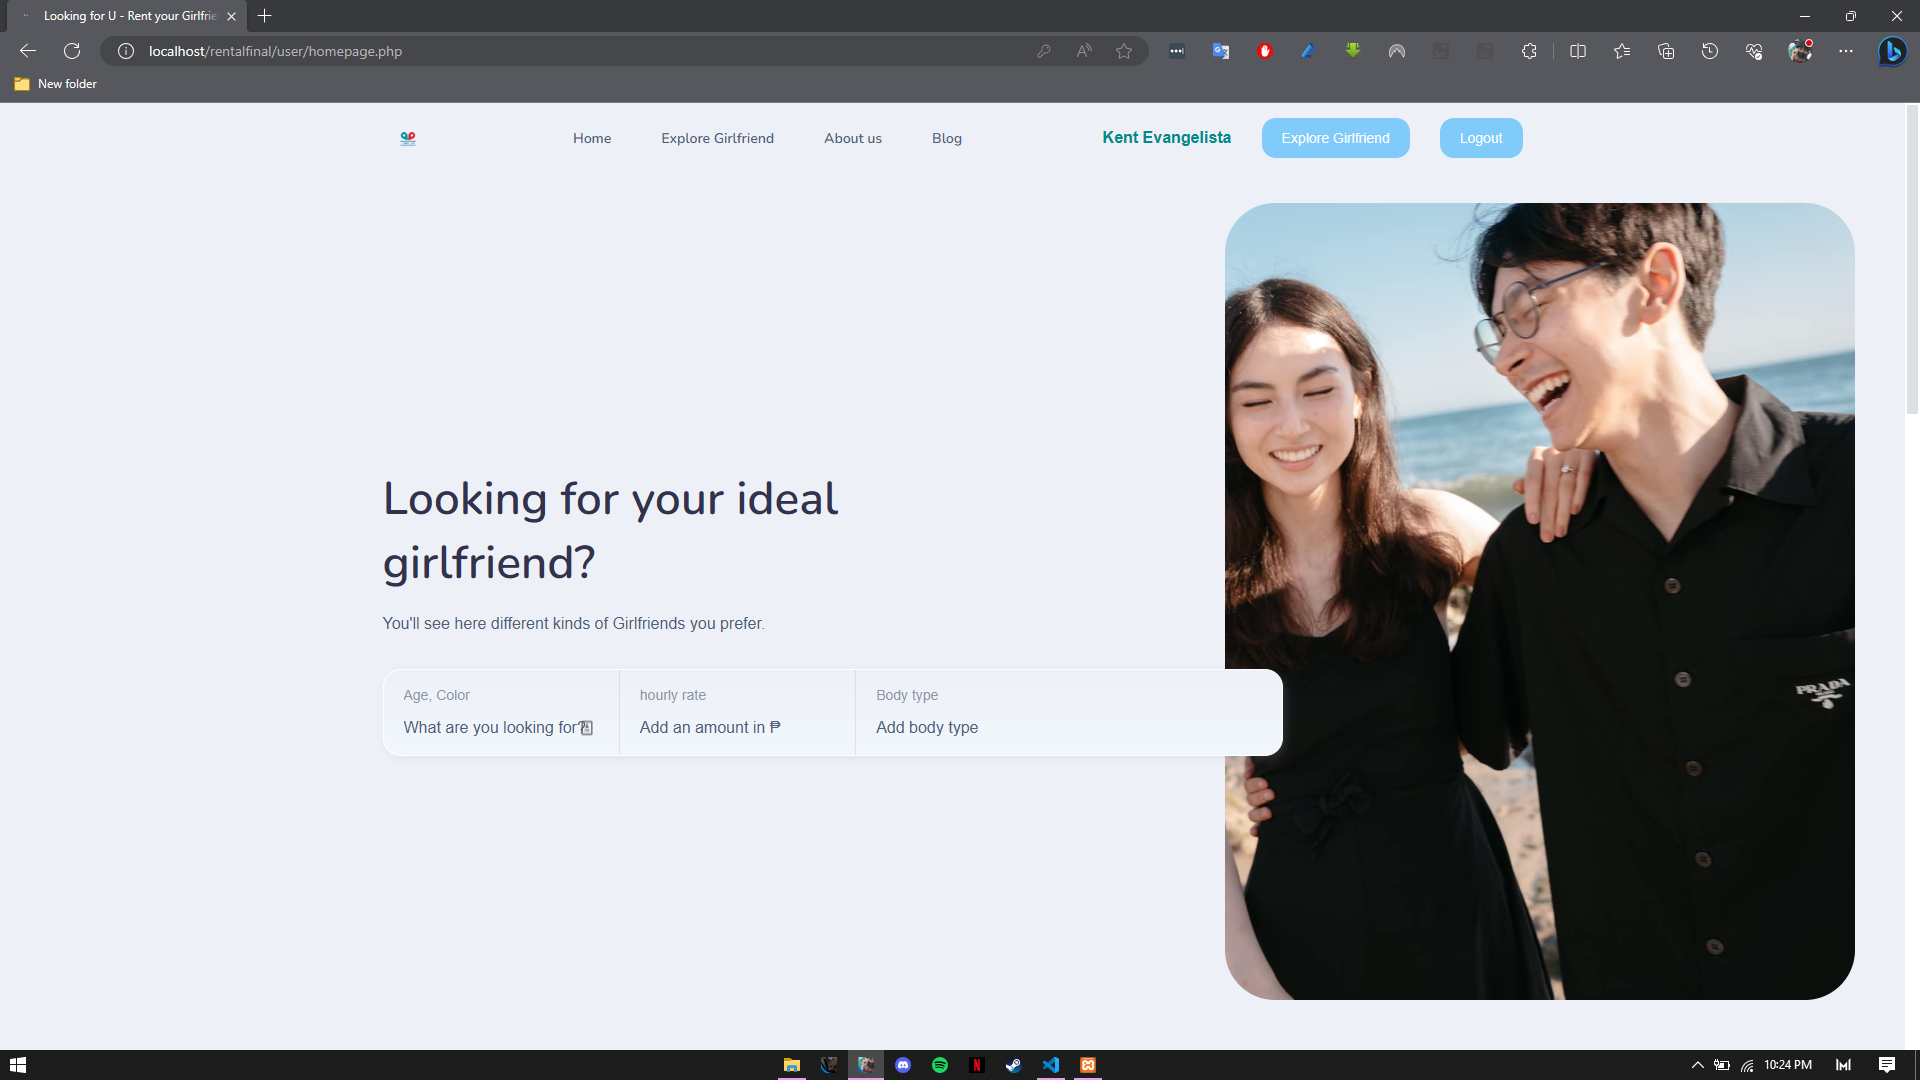 Looking for U - Rent your Girlfrie
localhost/rentalfinal/user/homepage.php
New folder
Home
Explore Girlfriend
About us
Blog
Kent Evangelista
Explore Girlfriend
Logout
Looking for your ideal
girlfriend?
You'll see here different kinds of Girlfriends you prefer.
Age, Color
What are you looking for?
hourly rate
Add an amount in ₱
Body type
Add body type
PRADA
10:24 PM